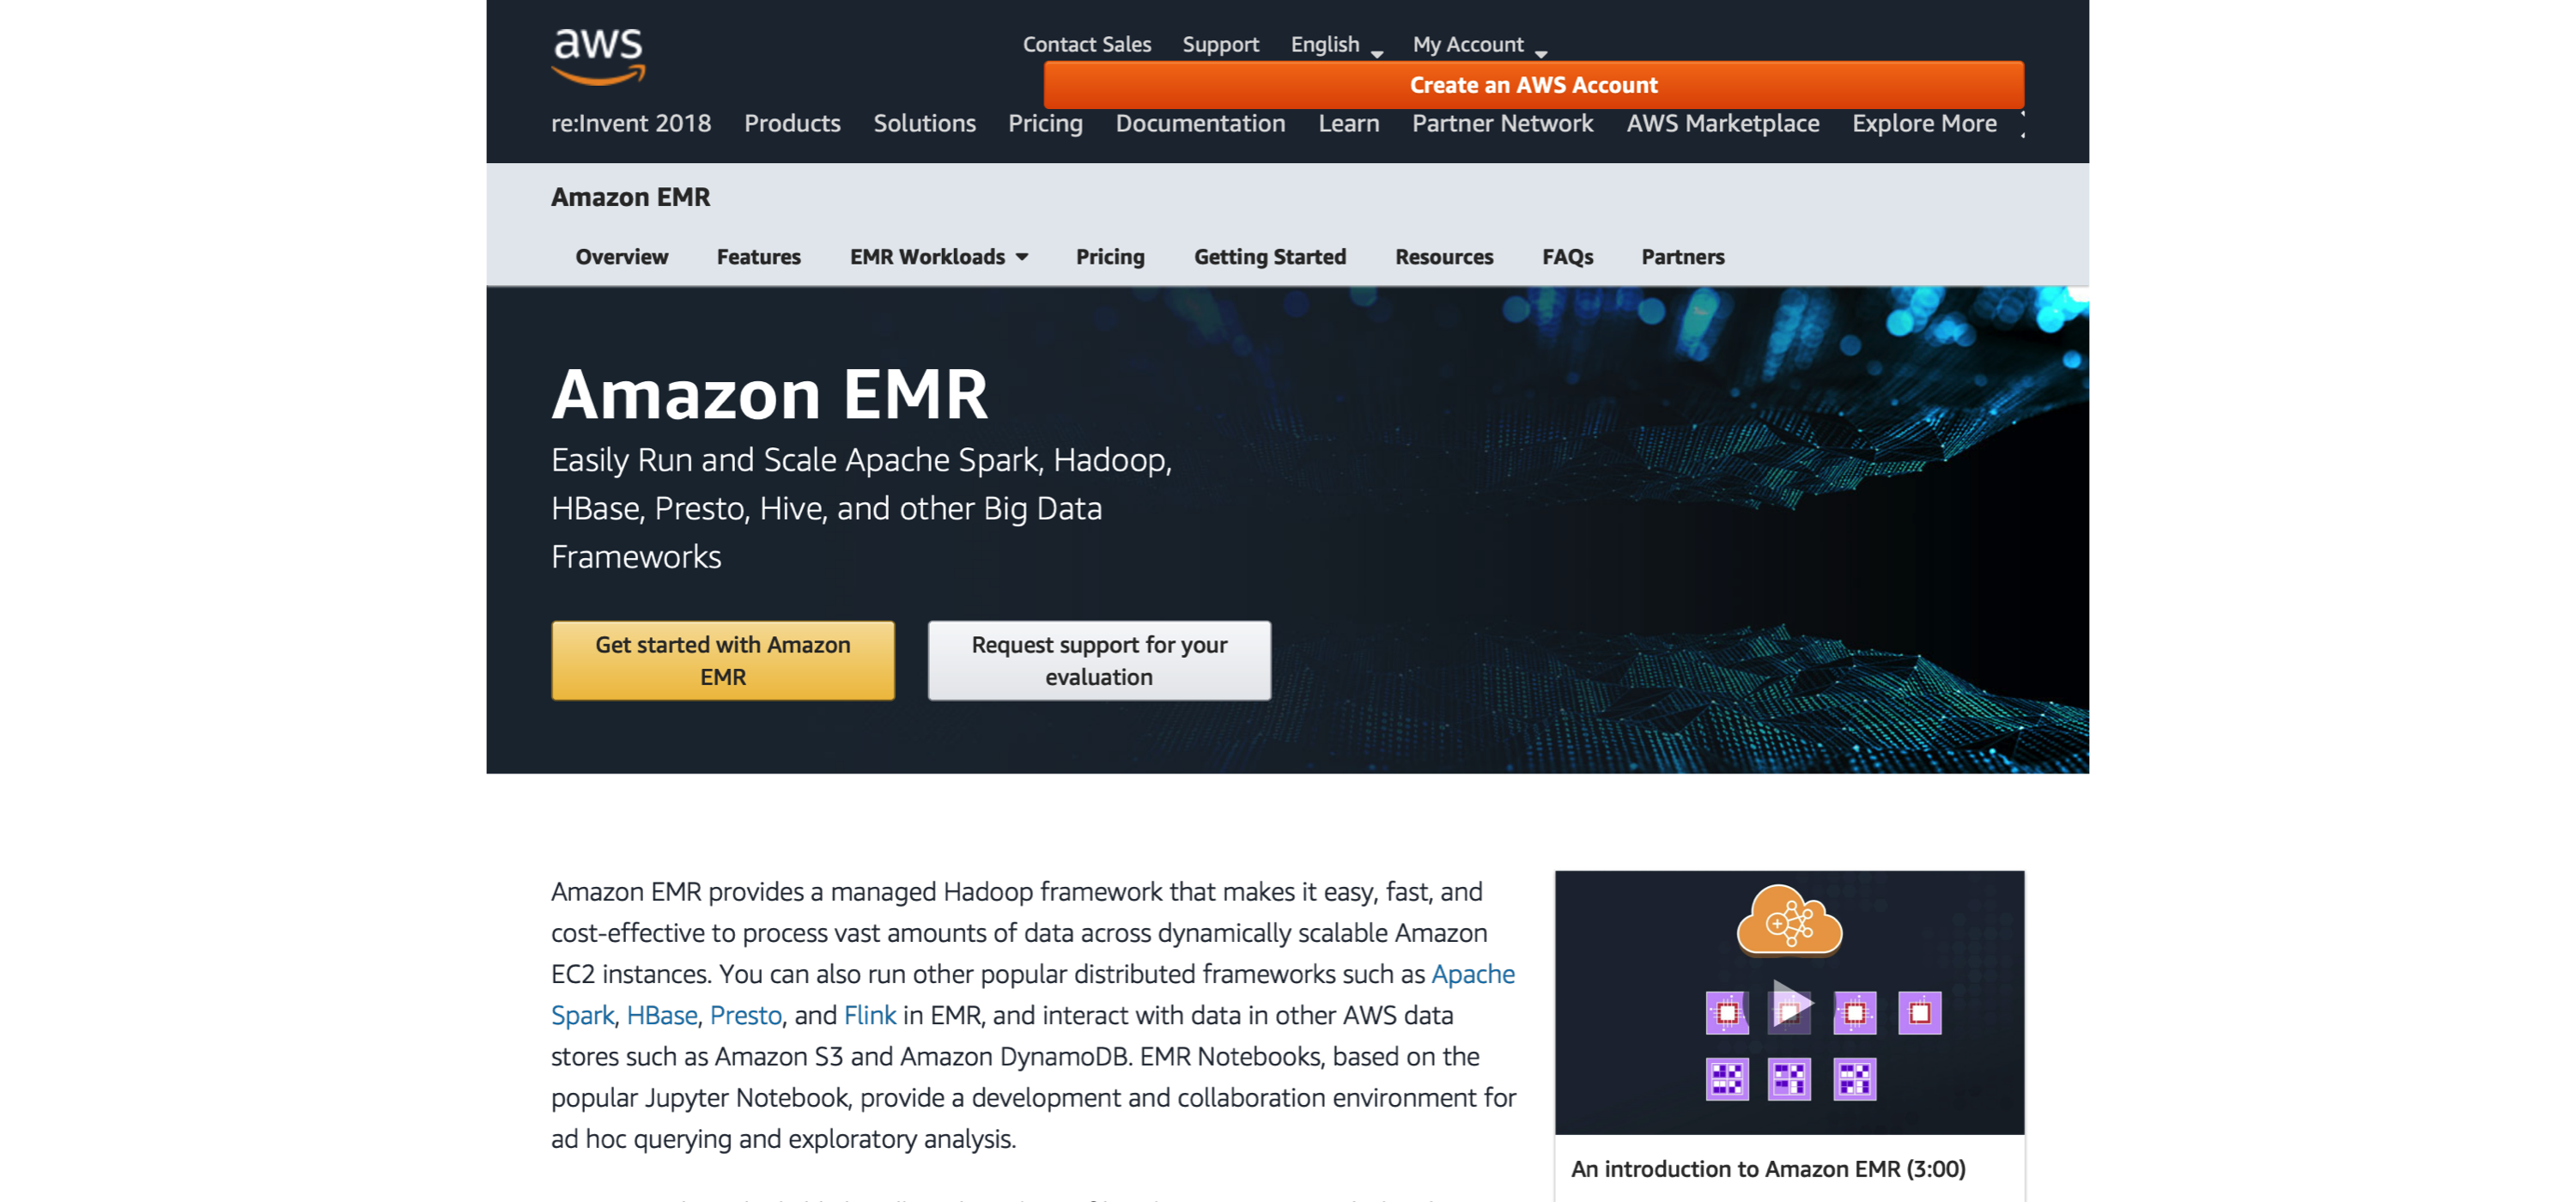 aws
Contact Sales Support English My Account
Create an AWS Account
re:Invent 2018 Products Solutions Pricing Documentation Learn Partner Network AWS Marketplace Explore More
Amazon EMR
Overview Features EMR Workloads Pricing Getting Started Resources FAQs Partners
Amazon EMR
Easily Run and Scale Apache Spark, Hadoop,
HBase, Presto, Hive, and other Big Data
Frameworks
Get started with Amazon
EMR
Request support for your
evaluation
Amazon EMR provides a managed Hadoop framework that makes it easy, fast, and
cost-effective to process vast amounts of data across dynamically scalable Amazon
EC2 instances. You can also run other popular distributed frameworks such as Apache
Spark, HBase, Presto, and Flink in EMR, and interact with data in other AWS data
stores such as Amazon S3 and Amazon DynamoDB. EMR Notebooks, based on the
popular Jupyter Notebook, provide a development and collaboration environment for
ad hoc querying and exploratory analysis.
An introduction to Amazon EMR (3:00)